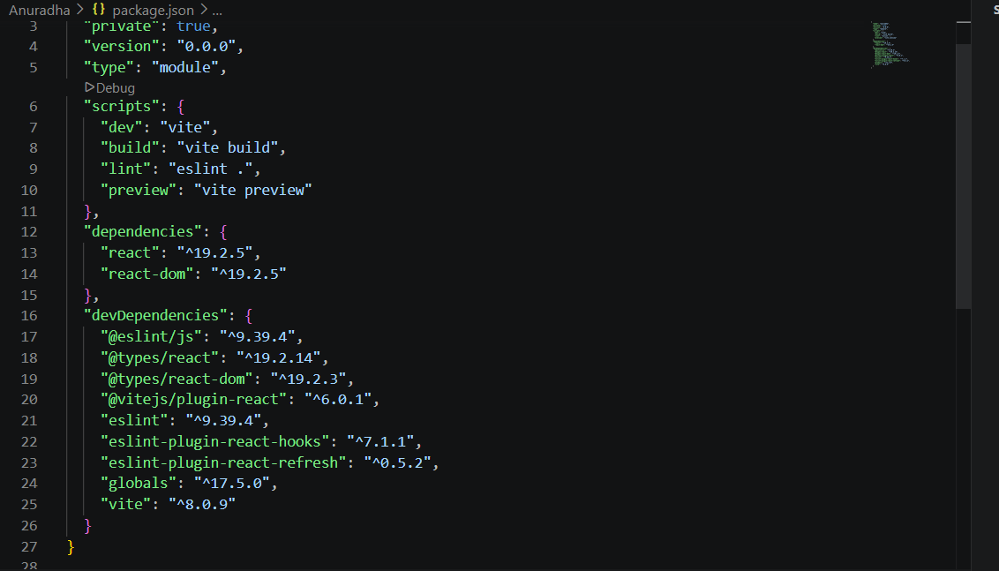 Anuradha > {} package.json > ...
3 "private": true,
4 "version": "0.0.0",
5 "type": "module",
Debug
6 "scripts": {
7 "dev": "vite",
8 "build": "vite build",
9 "lint": "eslint .",
10 "preview": "vite preview"
11 },
12 "dependencies": {
13 "react": "^19.2.5",
14 "react-dom": "^19.2.5"
15 },
16 "devDependencies": {
17 "@eslint/js": "^9.39.4",
18 "@types/react": "^19.2.14",
19 "@types/react-dom": "^19.2.3",
20 "@vitejs/plugin-react": "^6.0.1",
21 "eslint": "^9.39.4",
22 "eslint-plugin-react-hooks": "^7.1.1",
23 "eslint-plugin-react-refresh": "^0.5.2",
24 "globals": "^17.5.0",
25 "vite": "^8.0.9"
26 }
27 }
28